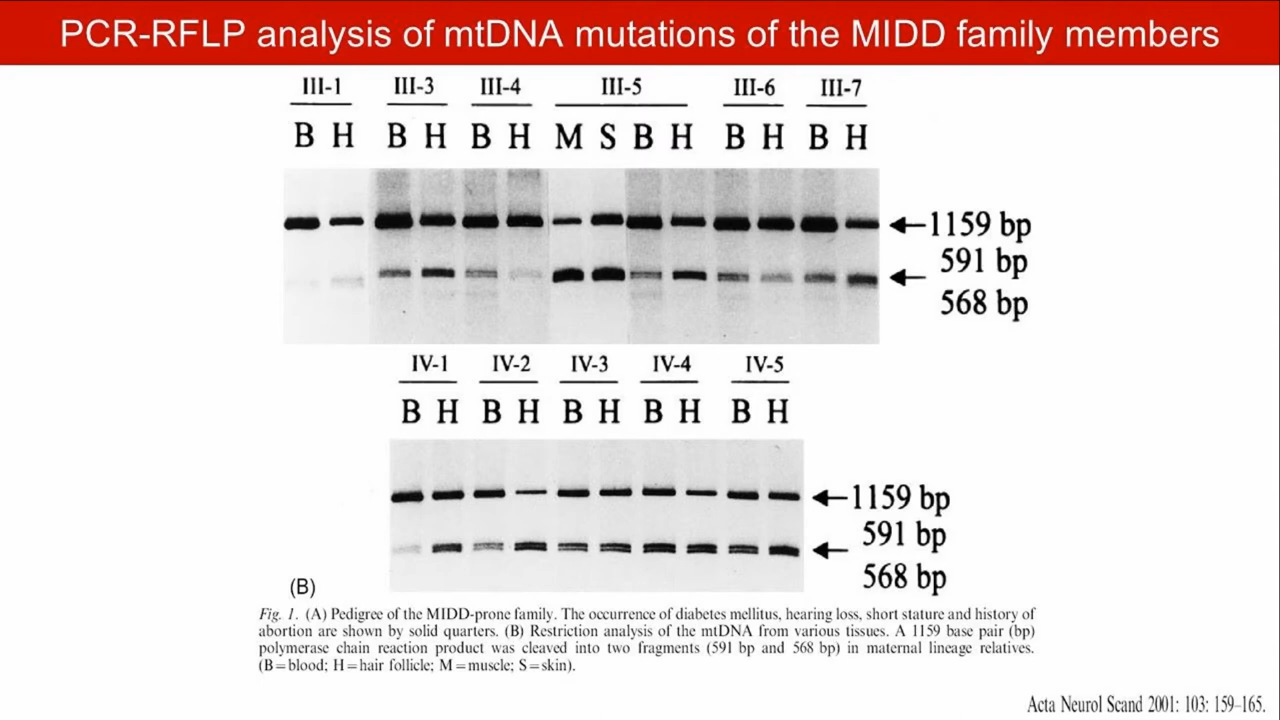 PCR-RFLP analysis of mtDNA mutations of the MIDD family members
III-1 III-3 III-4 III-5 III-6 III-7
B H B H B H M S B H B H B H
1159 bp
591 bp
568 bp
IV-1 IV-2 IV-3 IV-4 IV-5
B H B H B H B H B H
1159 bp
591 bp
568 bp
(B)
Fig. 1. (A) Pedigree of the MIDD-prone family. The occurrence of diabetes mellitus, hearing loss, short stature and history of
abortion are shown by solid quarters. (B) Restriction analysis of the mtDNA from various tissues. A 1159 base pair (bp)
polymerase chain reaction product was cleaved into two fragments (591 bp and 568 bp) in maternal lineage relatives.
(B=blood; H=hair follicle; M=muscle; S=skin).
Acta Neurol Scand 2001: 103: 159–165.